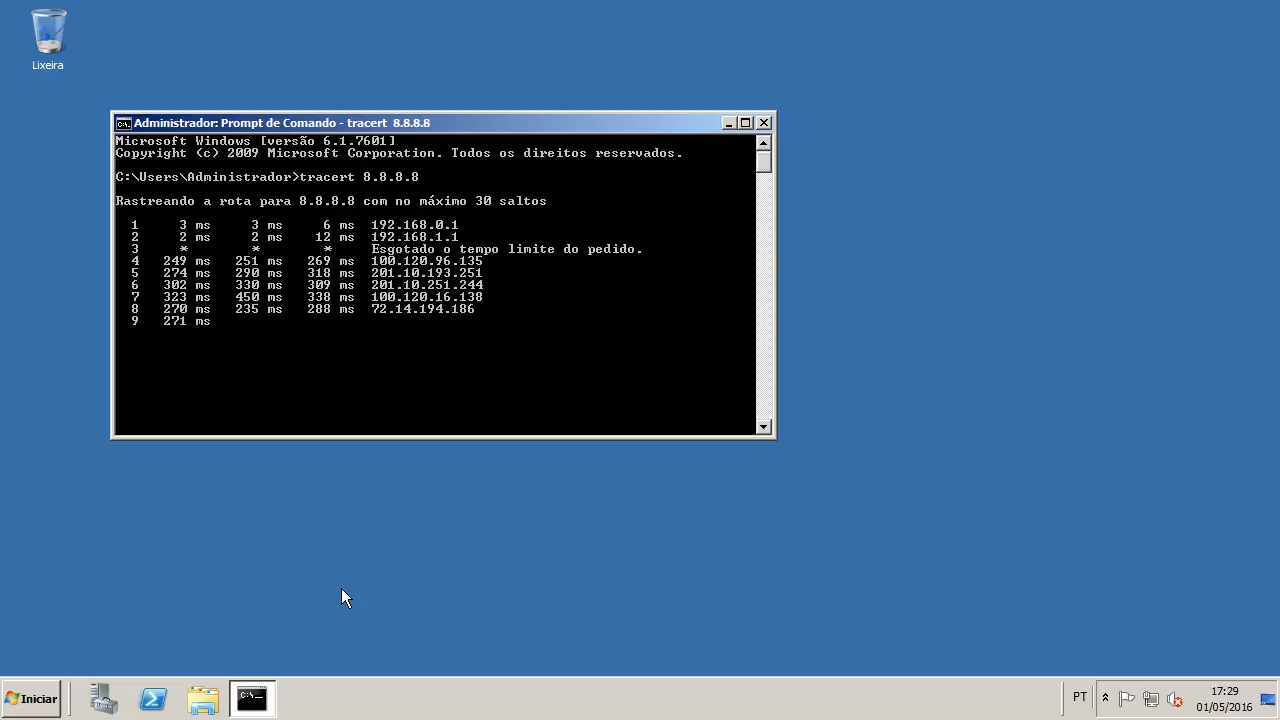 Lixeira
Administrador: Prompt de Comando - tracert 8.8.8.8
Microsoft Windows [versão 6.1.7601]
Copyright (c) 2009 Microsoft Corporation. Todos os direitos reservados.
C:\Users\Administrador>tracert 8.8.8.8
Rastreando a rota para 8.8.8.8 com no máximo 30 saltos
1 3 ms 3 ms 6 ms 192.168.0.1
2 2 ms 2 ms 12 ms 192.168.1.1
3 * * * Esgotado o tempo limite do pedido.
4 249 ms 251 ms 269 ms 100.120.96.135
5 274 ms 290 ms 318 ms 201.10.193.251
6 302 ms 330 ms 309 ms 201.10.251.244
7 323 ms 450 ms 338 ms 100.120.16.138
8 270 ms 235 ms 288 ms 72.14.194.186
9 271 ms
Iniciar
C:\.
PT
17:29
01/05/2016